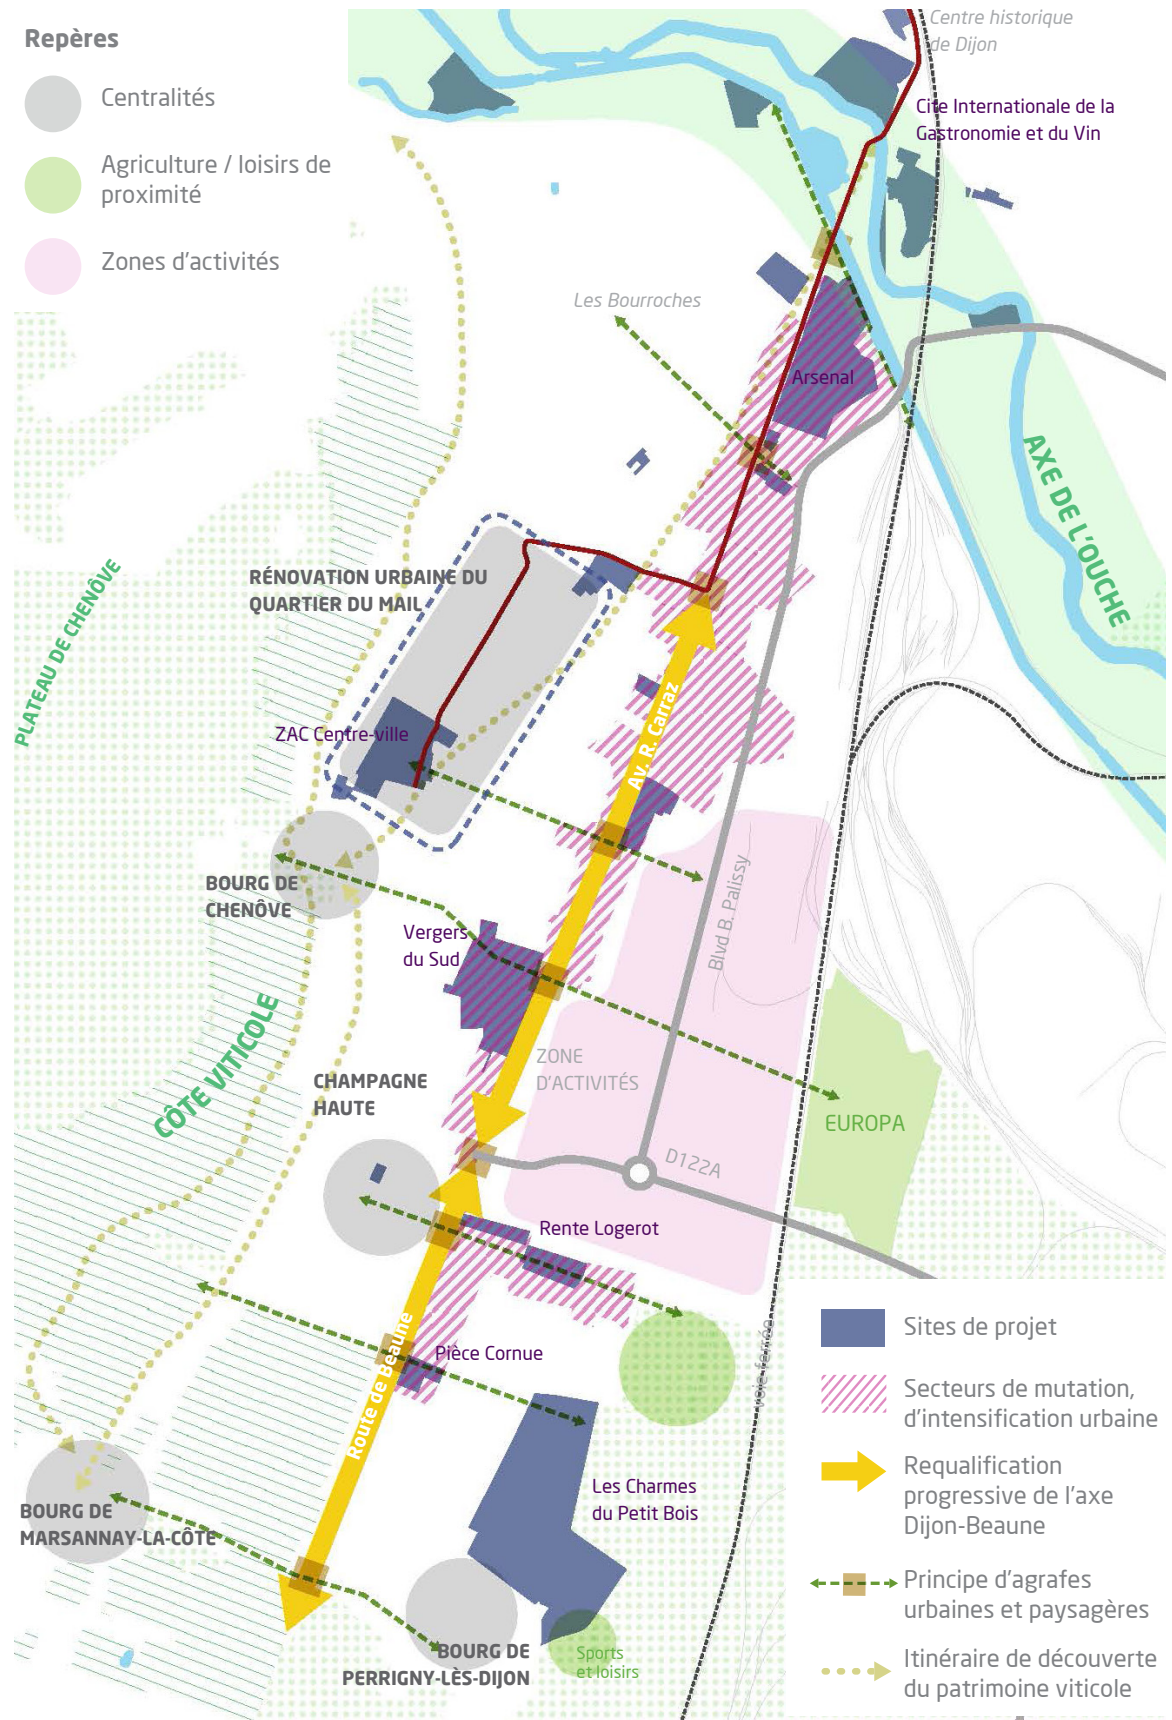 Repères
Centralités
Agriculture / loisirs de
proximité
Zones d'activités
Centre historique
de Dijon
Cite Internationale de la
Gastronomie et du Vin
Les Bourroches
Arsenal
AXE DE L'OUCHE
PLATEAU DE CHENÔVE
RÉNOVATION URBAINE DU
QUARTIER DU MAIL
ZAC Centre-ville
Av. R. Carraz
BOURG DE
CHENÔVE
Blvd B. Palissy
Vergers
du Sud
CÔTE VITICOLE
ZONE
D'ACTIVITÉS
CHAMPAGNE
HAUTE
EUROPA
D122A
Rente Logerot
Pièce Cornue
Route de Beaune
voie ferrée
Les Charmes
du Petit Bois
BOURG DE
MARSANNAY-LA-CÔTE
BOURG DE
PERRIGNY-LÈS-DIJON
Sports
et loisirs
Sites de projet
Secteurs de mutation,
d'intensification urbaine
Requalification
progressive de l'axe
Dijon-Beaune
Principe d'agrafes
urbaines et paysagères
Itinéraire de découverte
du patrimoine viticole